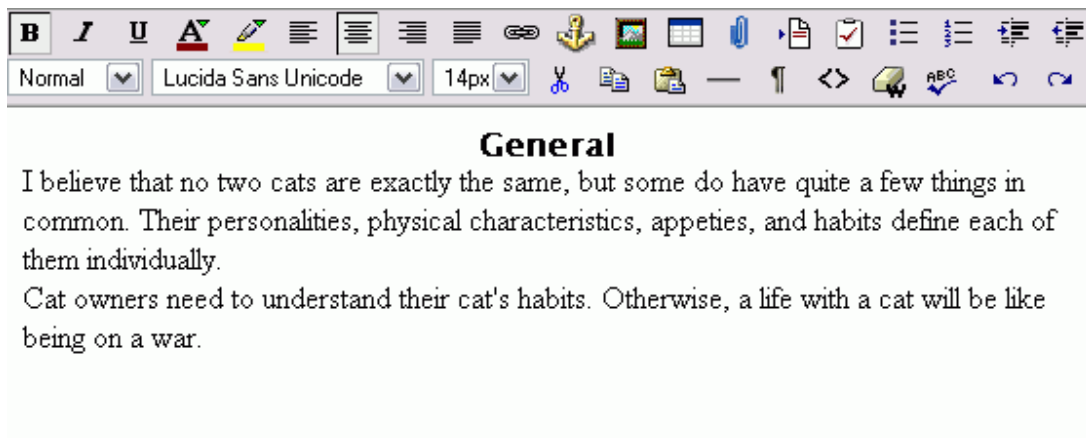 B I U A
Normal Lucida Sans Unicode 14px ¶ <> ABC
General
I believe that no two cats are exactly the same, but some do have quite a few things in
common. Their personalities, physical characteristics, appeties, and habits define each of
them individually.
Cat owners need to understand their cat's habits. Otherwise, a life with a cat will be like
being on a war.